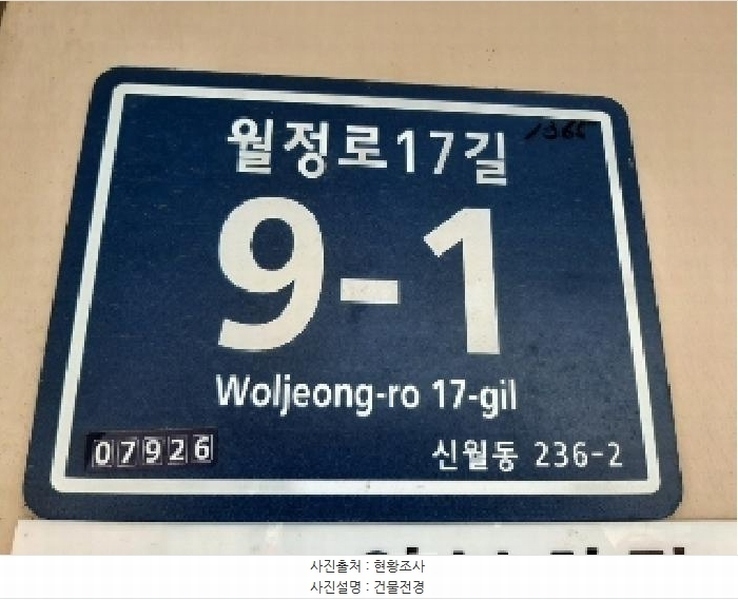 월정로17길
1965
9-1
Woljeong-ro 17-gil
07926
신월동 236-2
사진출처 : 현황조사
사진설명 : 건물전경